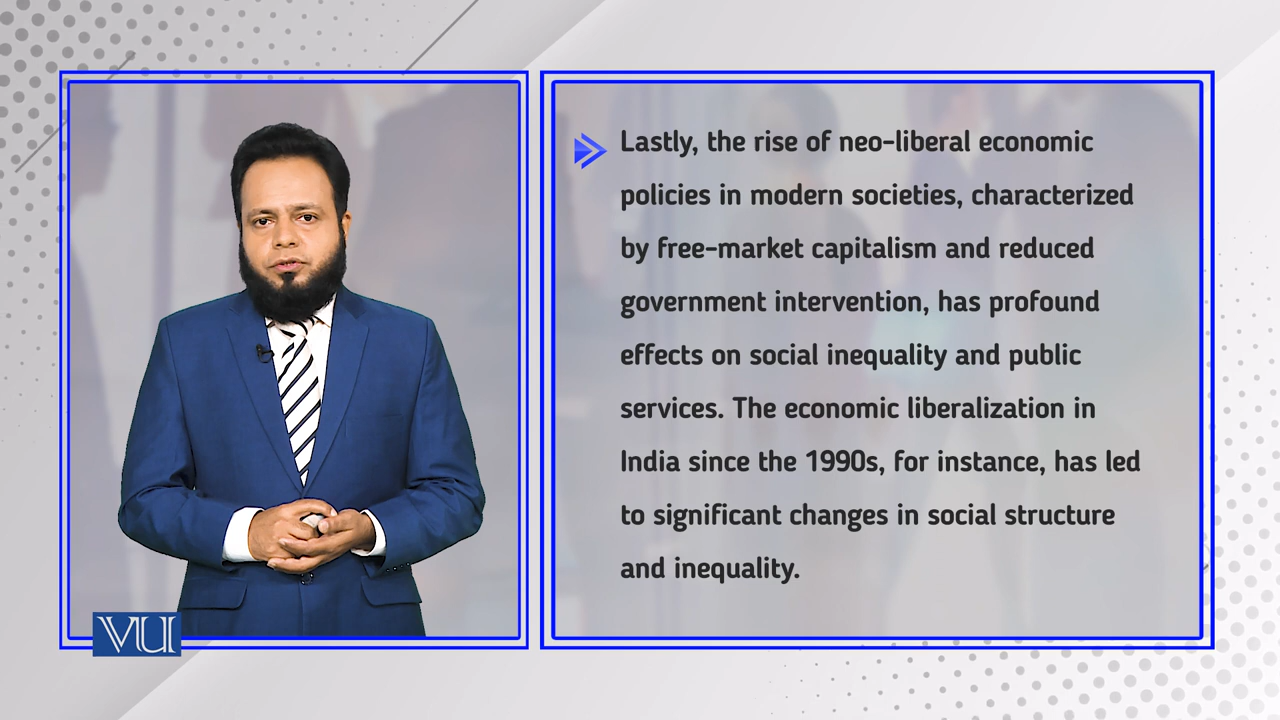 Lastly, the rise of neo-liberal economic
policies in modern societies, characterized
by free-market capitalism and reduced
government intervention, has profound
effects on social inequality and public
services. The economic liberalization in
India since the 1990s, for instance, has led
to significant changes in social structure
and inequality.
VU